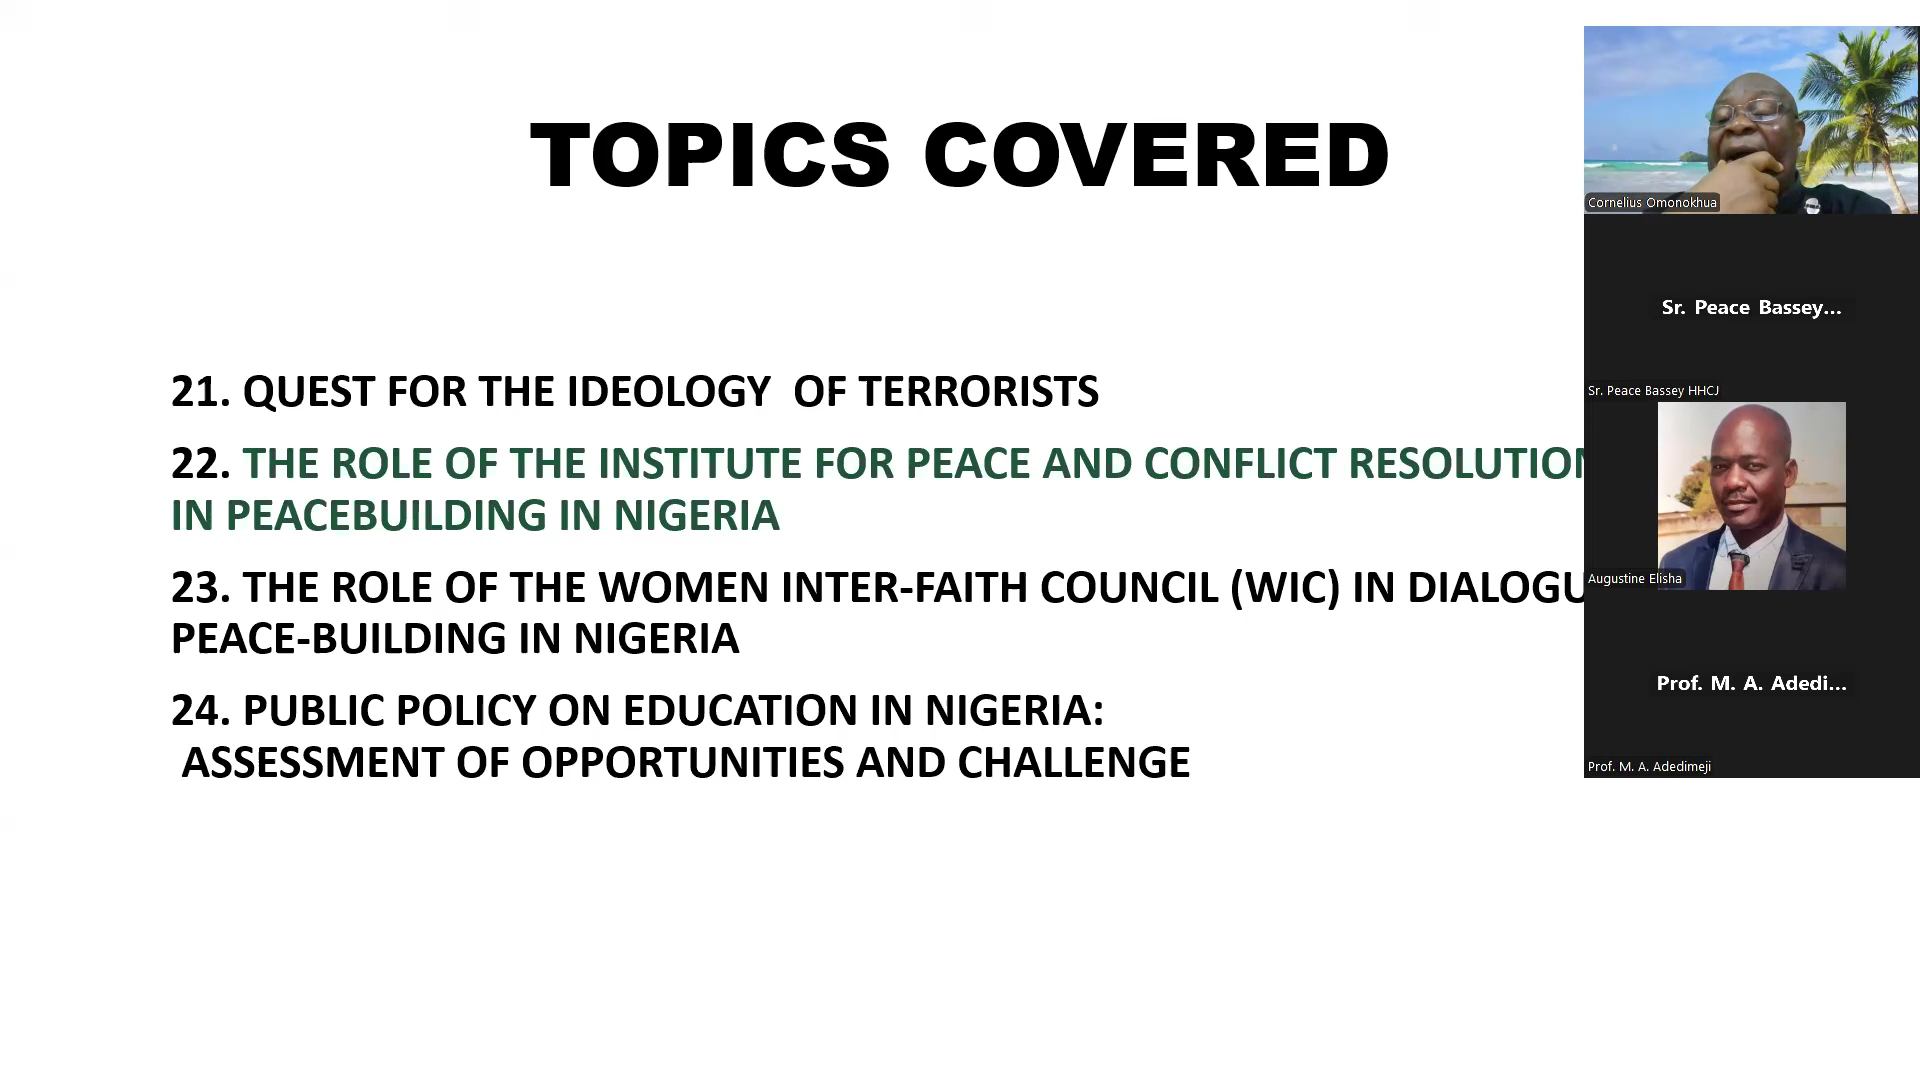 TOPICS COVERED
21. QUEST FOR THE IDEOLOGY OF TERRORISTS
22. THE ROLE OF THE INSTITUTE FOR PEACE AND CONFLICT RESOLUTION
IN PEACEBUILDING IN NIGERIA
23. THE ROLE OF THE WOMEN INTER-FAITH COUNCIL (WIC) IN DIALOGU
PEACE-BUILDING IN NIGERIA
24. PUBLIC POLICY ON EDUCATION IN NIGERIA:
ASSESSMENT OF OPPORTUNITIES AND CHALLENGE
Cornelius Omonokhua
Sr. Peace Bassey...
Sr. Peace Bassey HHCJ
Augustine Elisha
Prof. M. A. Adedi...
Prof. M. A. Adedimeji